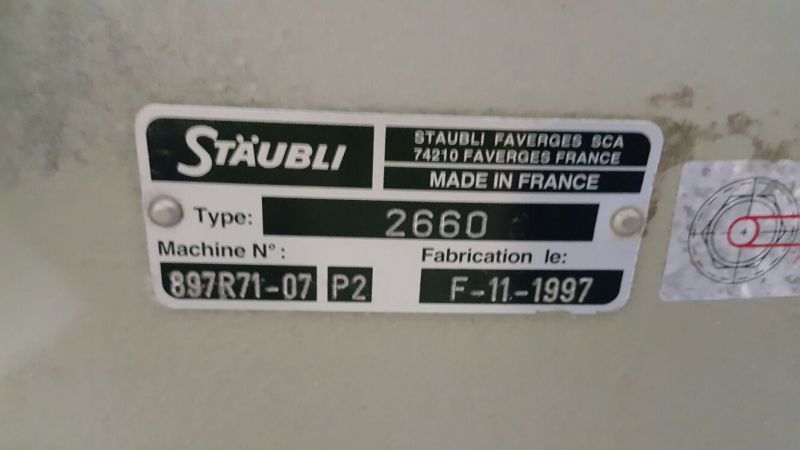 STÄUBLI
STAUBLI FAVERGES SCA
74210 FAVERGES FRANCE
MADE IN FRANCE
Type: 2660
Machine N°:
897R71-07 P2
Fabrication le:
F-11-1997